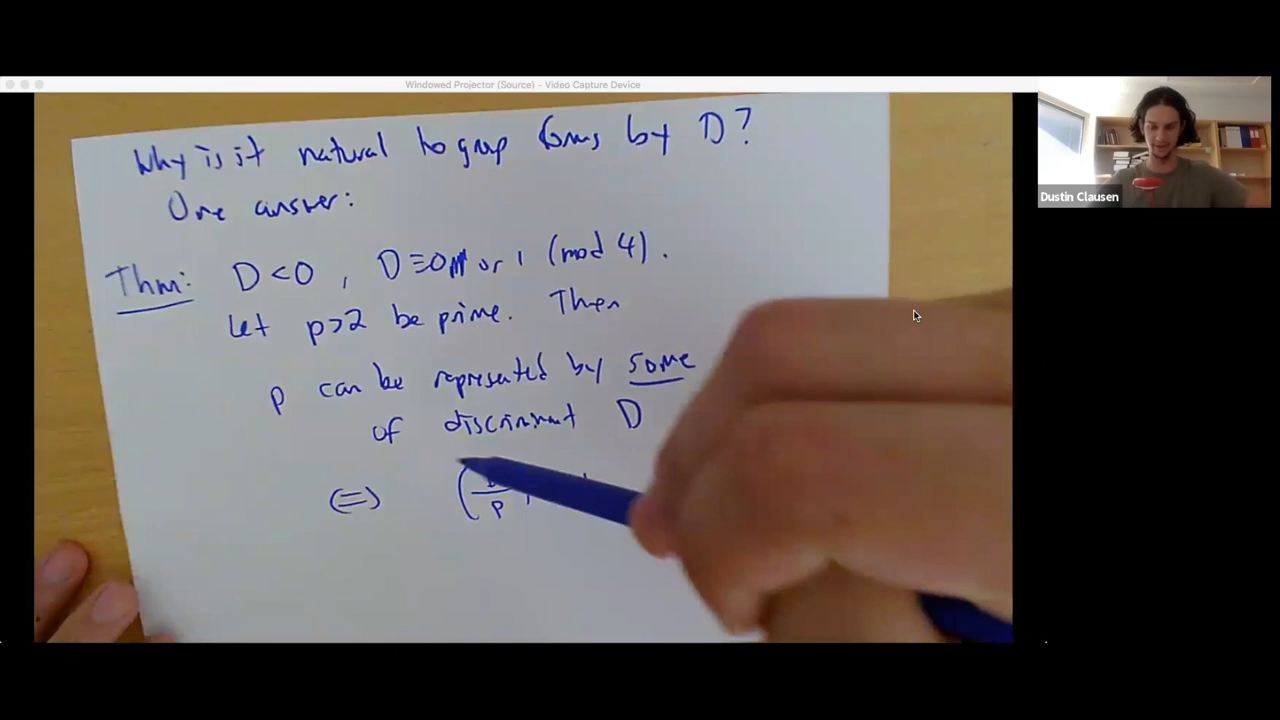 Windowed Projector (Source) - Video Capture Device
Why is it natural to group forms by D?
One answer:
Thm: D<0, D≡0 or 1 (mod 4).
Let p>2 be prime. Then
p can be represented by some
of discriminant D
⇔ (/p)
Dustin Clausen